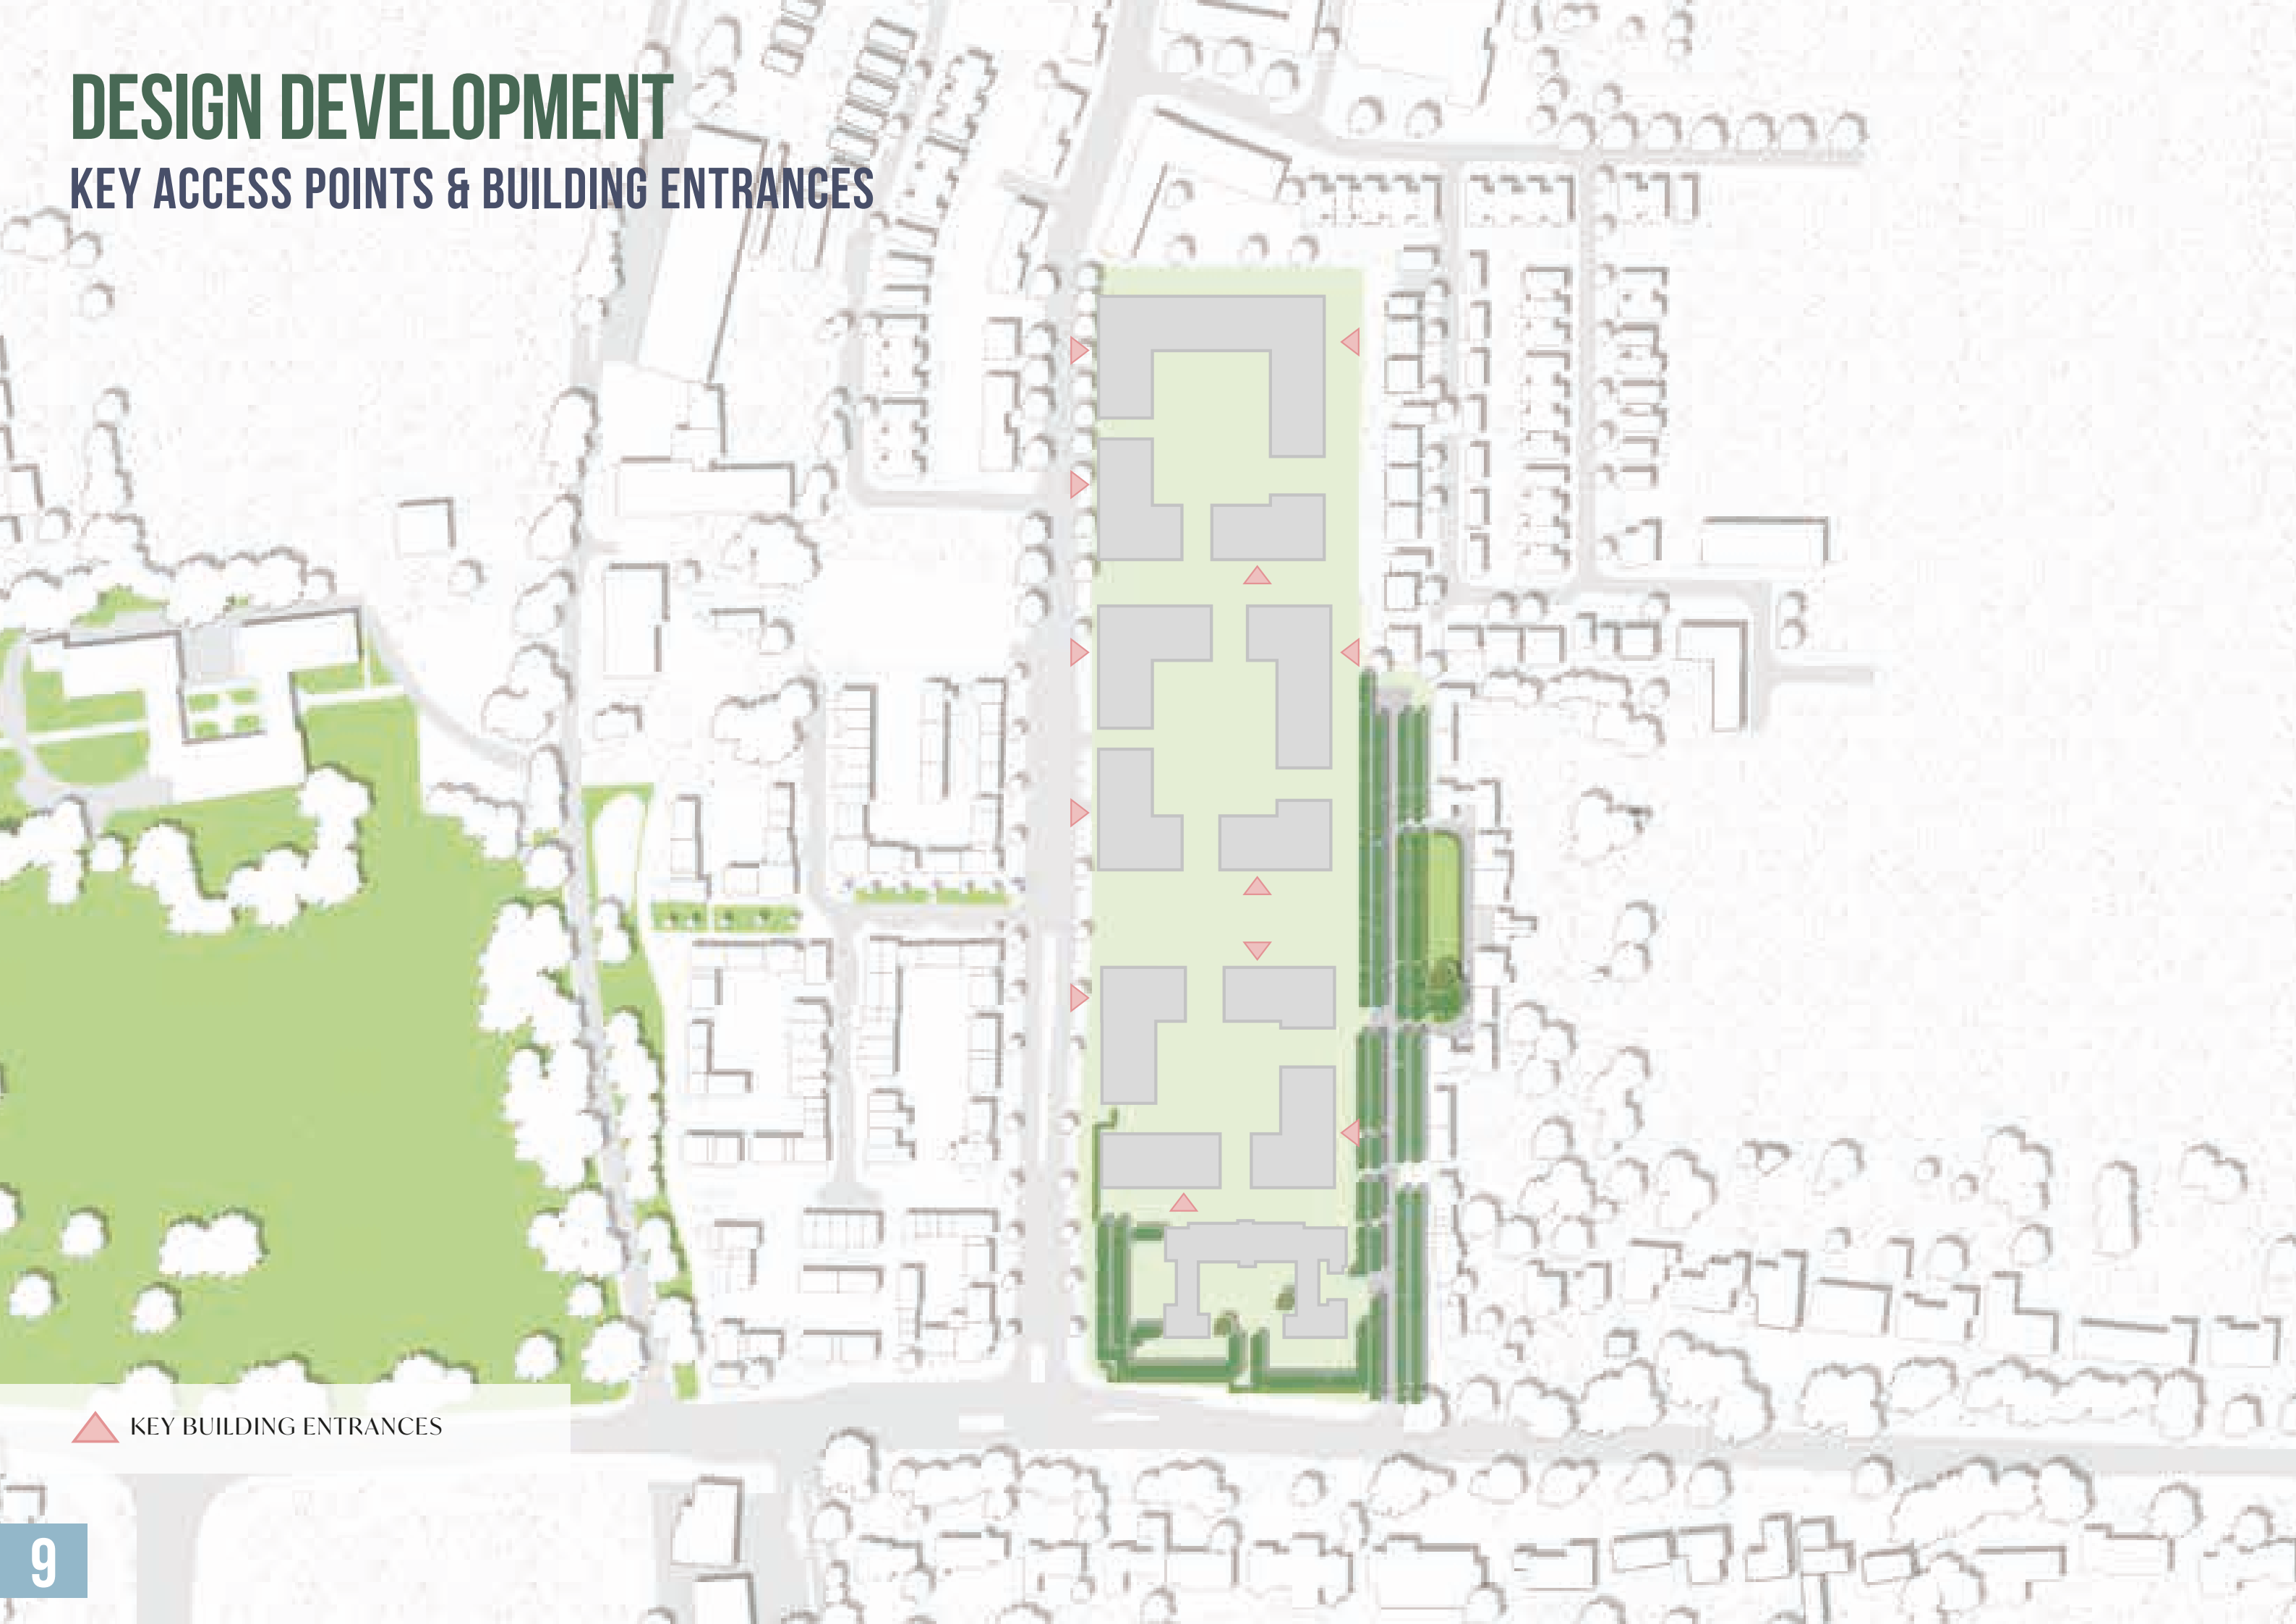 DESIGN DEVELOPMENT
KEY ACCESS POINTS & BUILDING ENTRANCES
KEY BUILDING ENTRANCES
9